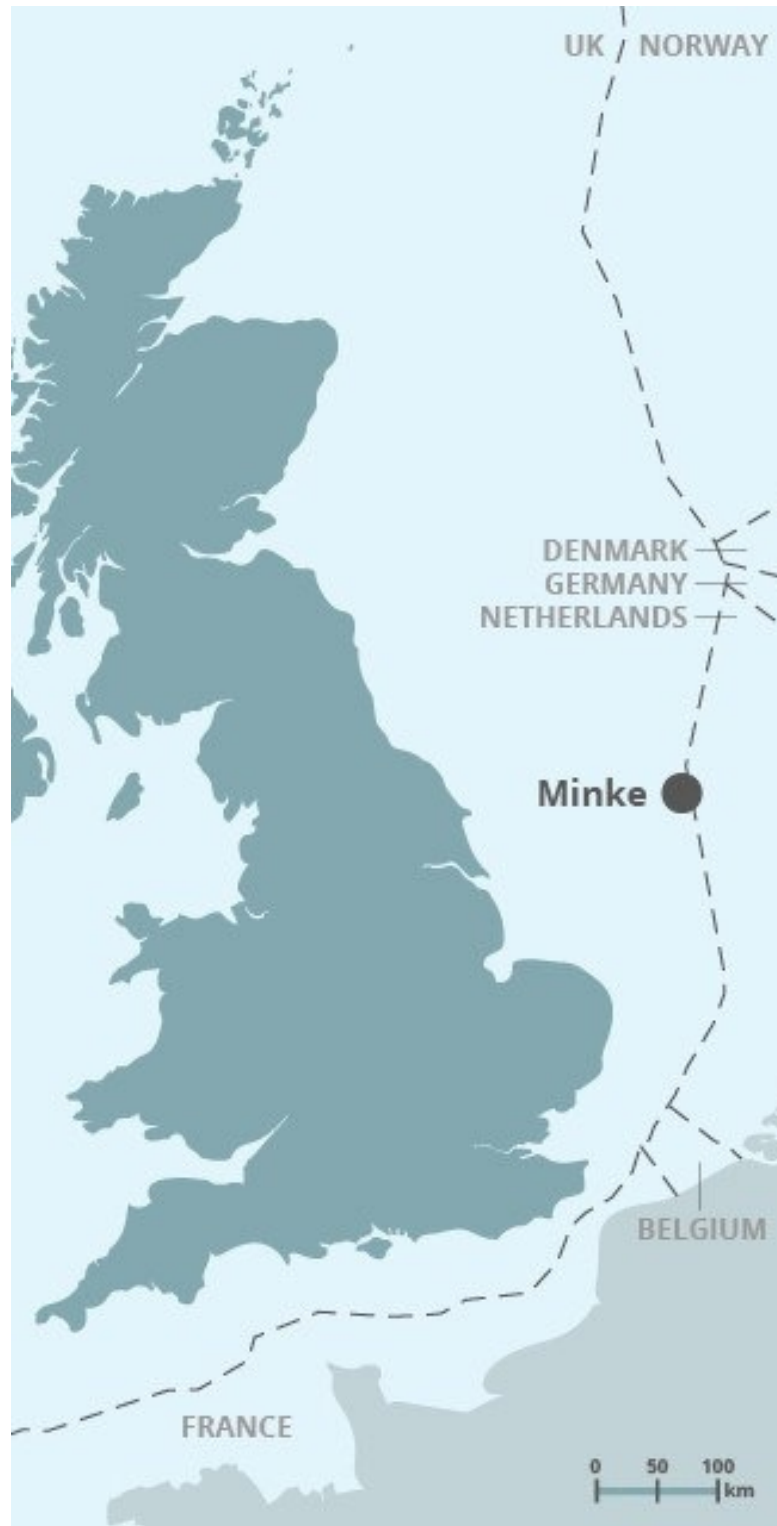 UK NORWAY
DENMARK
GERMANY
NETHERLANDS
Minke
BELGIUM
FRANCE
0 50 100
km